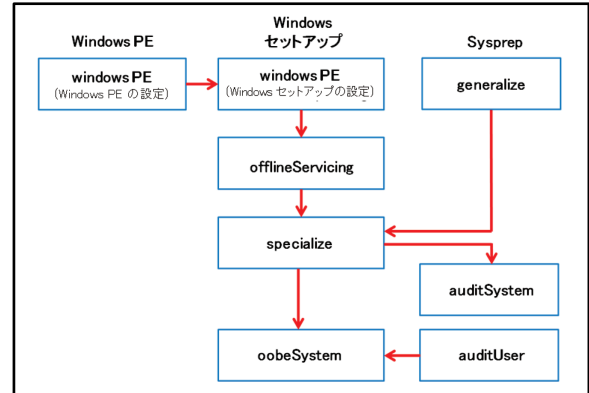 Windows PE
Windows
セットアップ
Sysprep
windows PE
(Windows PE の設定)
windows PE
(Windows セットアップの設定)
generalize
offlineServicing
specialize
auditSystem
oobeSystem
auditUser